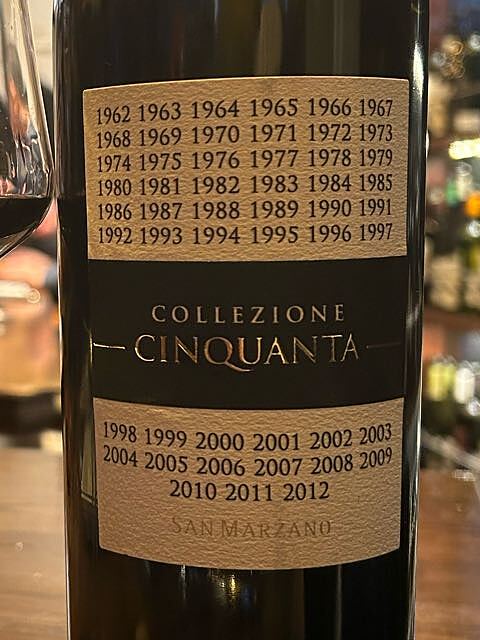 1962 1963 1964 1965 1966 1967
1968 1969 1970 1971 1972 1973
1974 1975 1976 1977 1978 1979
1980 1981 1982 1983 1984 1985
1986 1987 1988 1989 1990 1991
1992 1993 1994 1995 1996 1997
COLLEZIONE
CINQUANTA
1998 1999 2000 2001 2002 2003
2004 2005 2006 2007 2008 2009
2010 2011 2012
SAN MARZANO